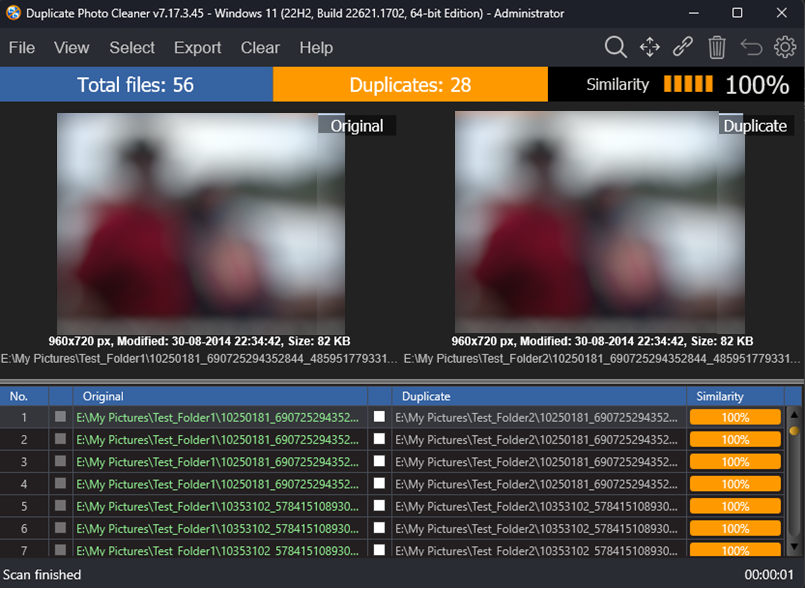 Duplicate Photo Cleaner v7.17.3.45 - Windows 11 (22H2, Build 22621.1702, 64-bit Edition) - Administrator
File View Select Export Clear Help
Total files: 56 Duplicates: 28 Similarity 100%
Original Duplicate
960x720 px, Modified: 30-08-2014 22:34:42, Size: 82 KB 960x720 px, Modified: 30-08-2014 22:34:42, Size: 82 KB
E:\My Pictures\Test_Folder1\10250181_690725294352844_485951779331... E:\My Pictures\Test_Folder2\10250181_690725294352844_485951779331...
No. Original Duplicate Similarity
1 E:\My Pictures\Test_Folder1\10250181_690725294352... E:\My Pictures\Test_Folder2\10250181_690725294352... 100%
2 E:\My Pictures\Test_Folder1\10250181_690725294352... E:\My Pictures\Test_Folder2\10250181_690725294352... 100%
3 E:\My Pictures\Test_Folder1\10250181_690725294352... E:\My Pictures\Test_Folder2\10250181_690725294352... 100%
4 E:\My Pictures\Test_Folder1\10250181_690725294352... E:\My Pictures\Test_Folder2\10250181_690725294352... 100%
5 E:\My Pictures\Test_Folder1\10353102_578415108930... E:\My Pictures\Test_Folder2\10353102_578415108930... 100%
6 E:\My Pictures\Test_Folder1\10353102_578415108930... E:\My Pictures\Test_Folder2\10353102_578415108930... 100%
7 E:\My Pictures\Test_Folder1\10353102_578415108930... E:\My Pictures\Test_Folder2\10353102_578415108930... 100%
Scan finished 00:00:01